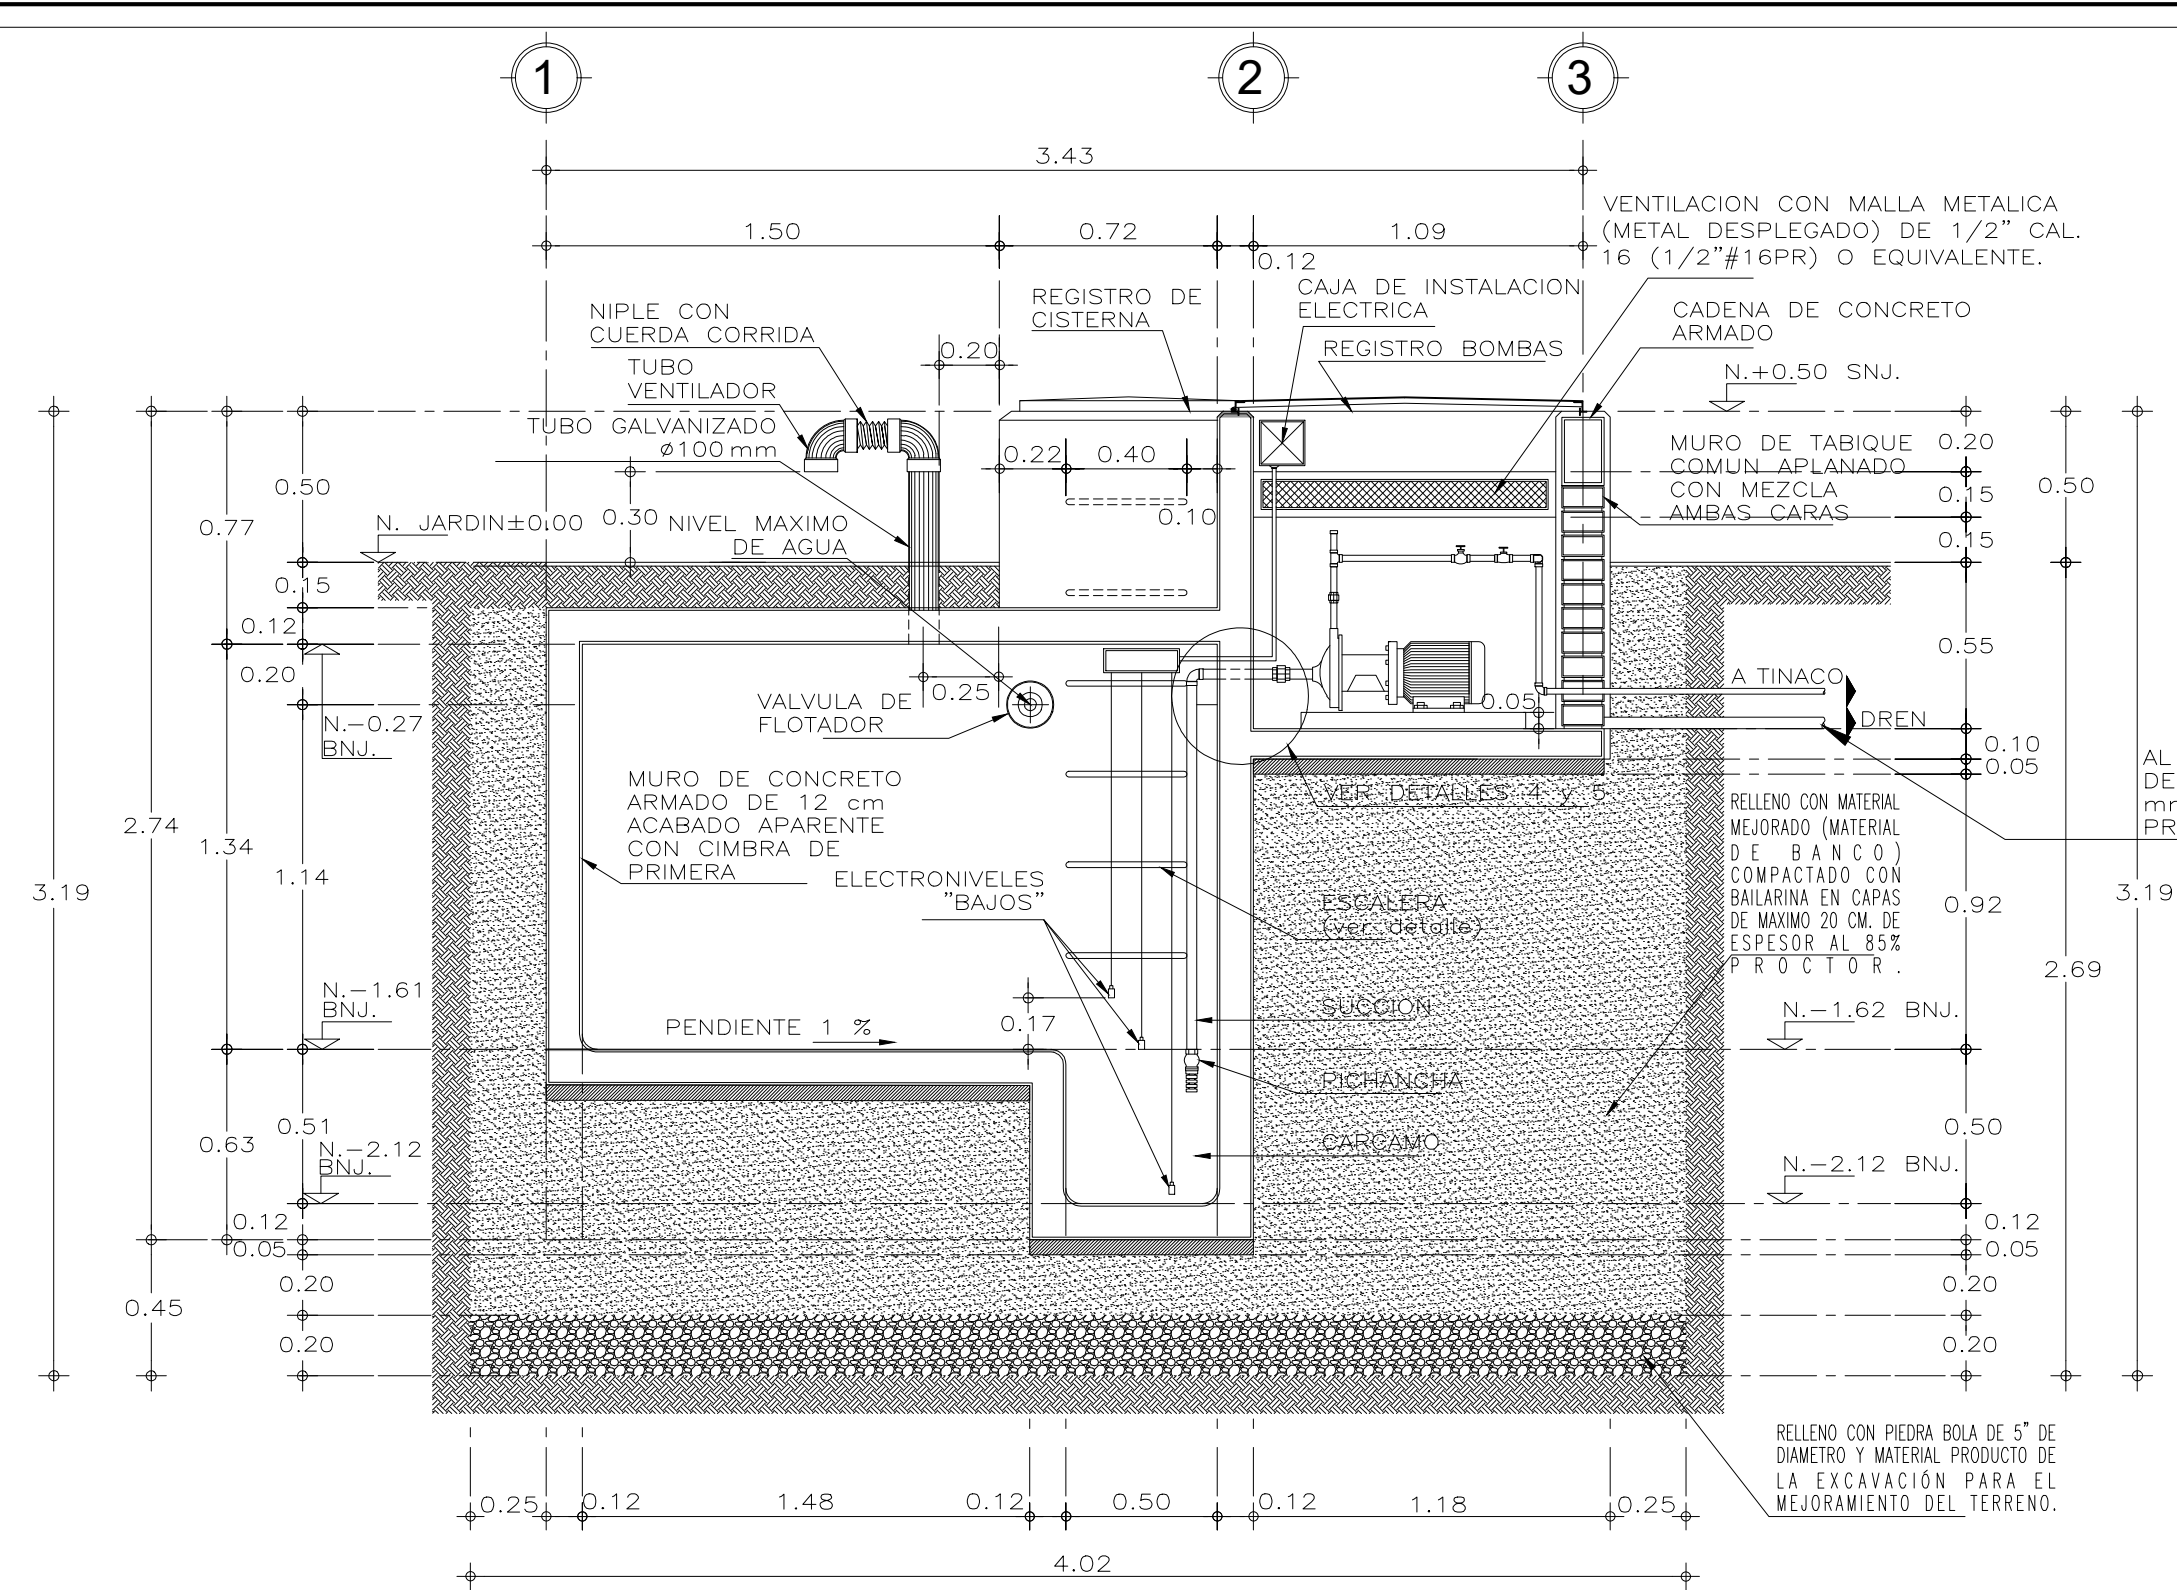 1
2
3
3.43
1.50
0.72
1.09
0.12
VENTILACION CON MALLA METALICA
(METAL DESPLEGADO) DE 1/2" CAL.
16 (1/2"#16PR) O EQUIVALENTE.
NIPLE CON
CUERDA CORRIDA
REGISTRO DE
CISTERNA
CAJA DE INSTALACION
ELECTRICA
CADENA DE CONCRETO
ARMADO
0.20
REGISTRO BOMBAS
TUBO
VENTILADOR
N.+0.50 SNJ.
TUBO GALVANIZADO
ø100 mm
0.22
0.40
0.10
MURO DE TABIQUE
COMUN APLANADO
CON MEZCLA
AMBAS CARAS
0.20
0.15
0.15
0.50
0.50
0.77
N. JARDIN±0.00
0.30
NIVEL MAXIMO
DE AGUA
0.15
0.12
0.20
N.-0.27
BNJ.
0.25
VALVULA DE
FLOTADOR
0.05
0.55
A TINACO
DREN
0.10
0.05
AL
DE
mm
PR
MURO DE CONCRETO
ARMADO DE 12 cm
ACABADO APARENTE
CON CIMBRA DE
PRIMERA
VER DETALLES 4 y 5
RELLENO CON MATERIAL
MEJORADO (MATERIAL
DE BANCO)
COMPACTADO CON
BAILARINA EN CAPAS
DE MAXIMO 20 CM. DE
ESPESOR AL 85%
PROCTOR.
3.19
2.74
1.34
1.14
ELECTRONIVELES
"BAJOS"
ESCALERA
(ver detalle)
0.92
3.19
2.69
N.-1.61
BNJ.
PENDIENTE 1 %
0.17
SUCCION
N.-1.62 BNJ.
PICHANCHA
0.51
0.63
N.-2.12
BNJ.
CARCAMO
0.50
N.-2.12 BNJ.
0.12
0.05
0.20
0.45
0.20
0.12
0.05
0.20
0.20
RELLENO CON PIEDRA BOLA DE 5" DE
DIAMETRO Y MATERIAL PRODUCTO DE
LA EXCAVACIÓN PARA EL
MEJORAMIENTO DEL TERRENO.
0.25
0.12
1.48
0.12
0.50
0.12
1.18
0.25
4.02